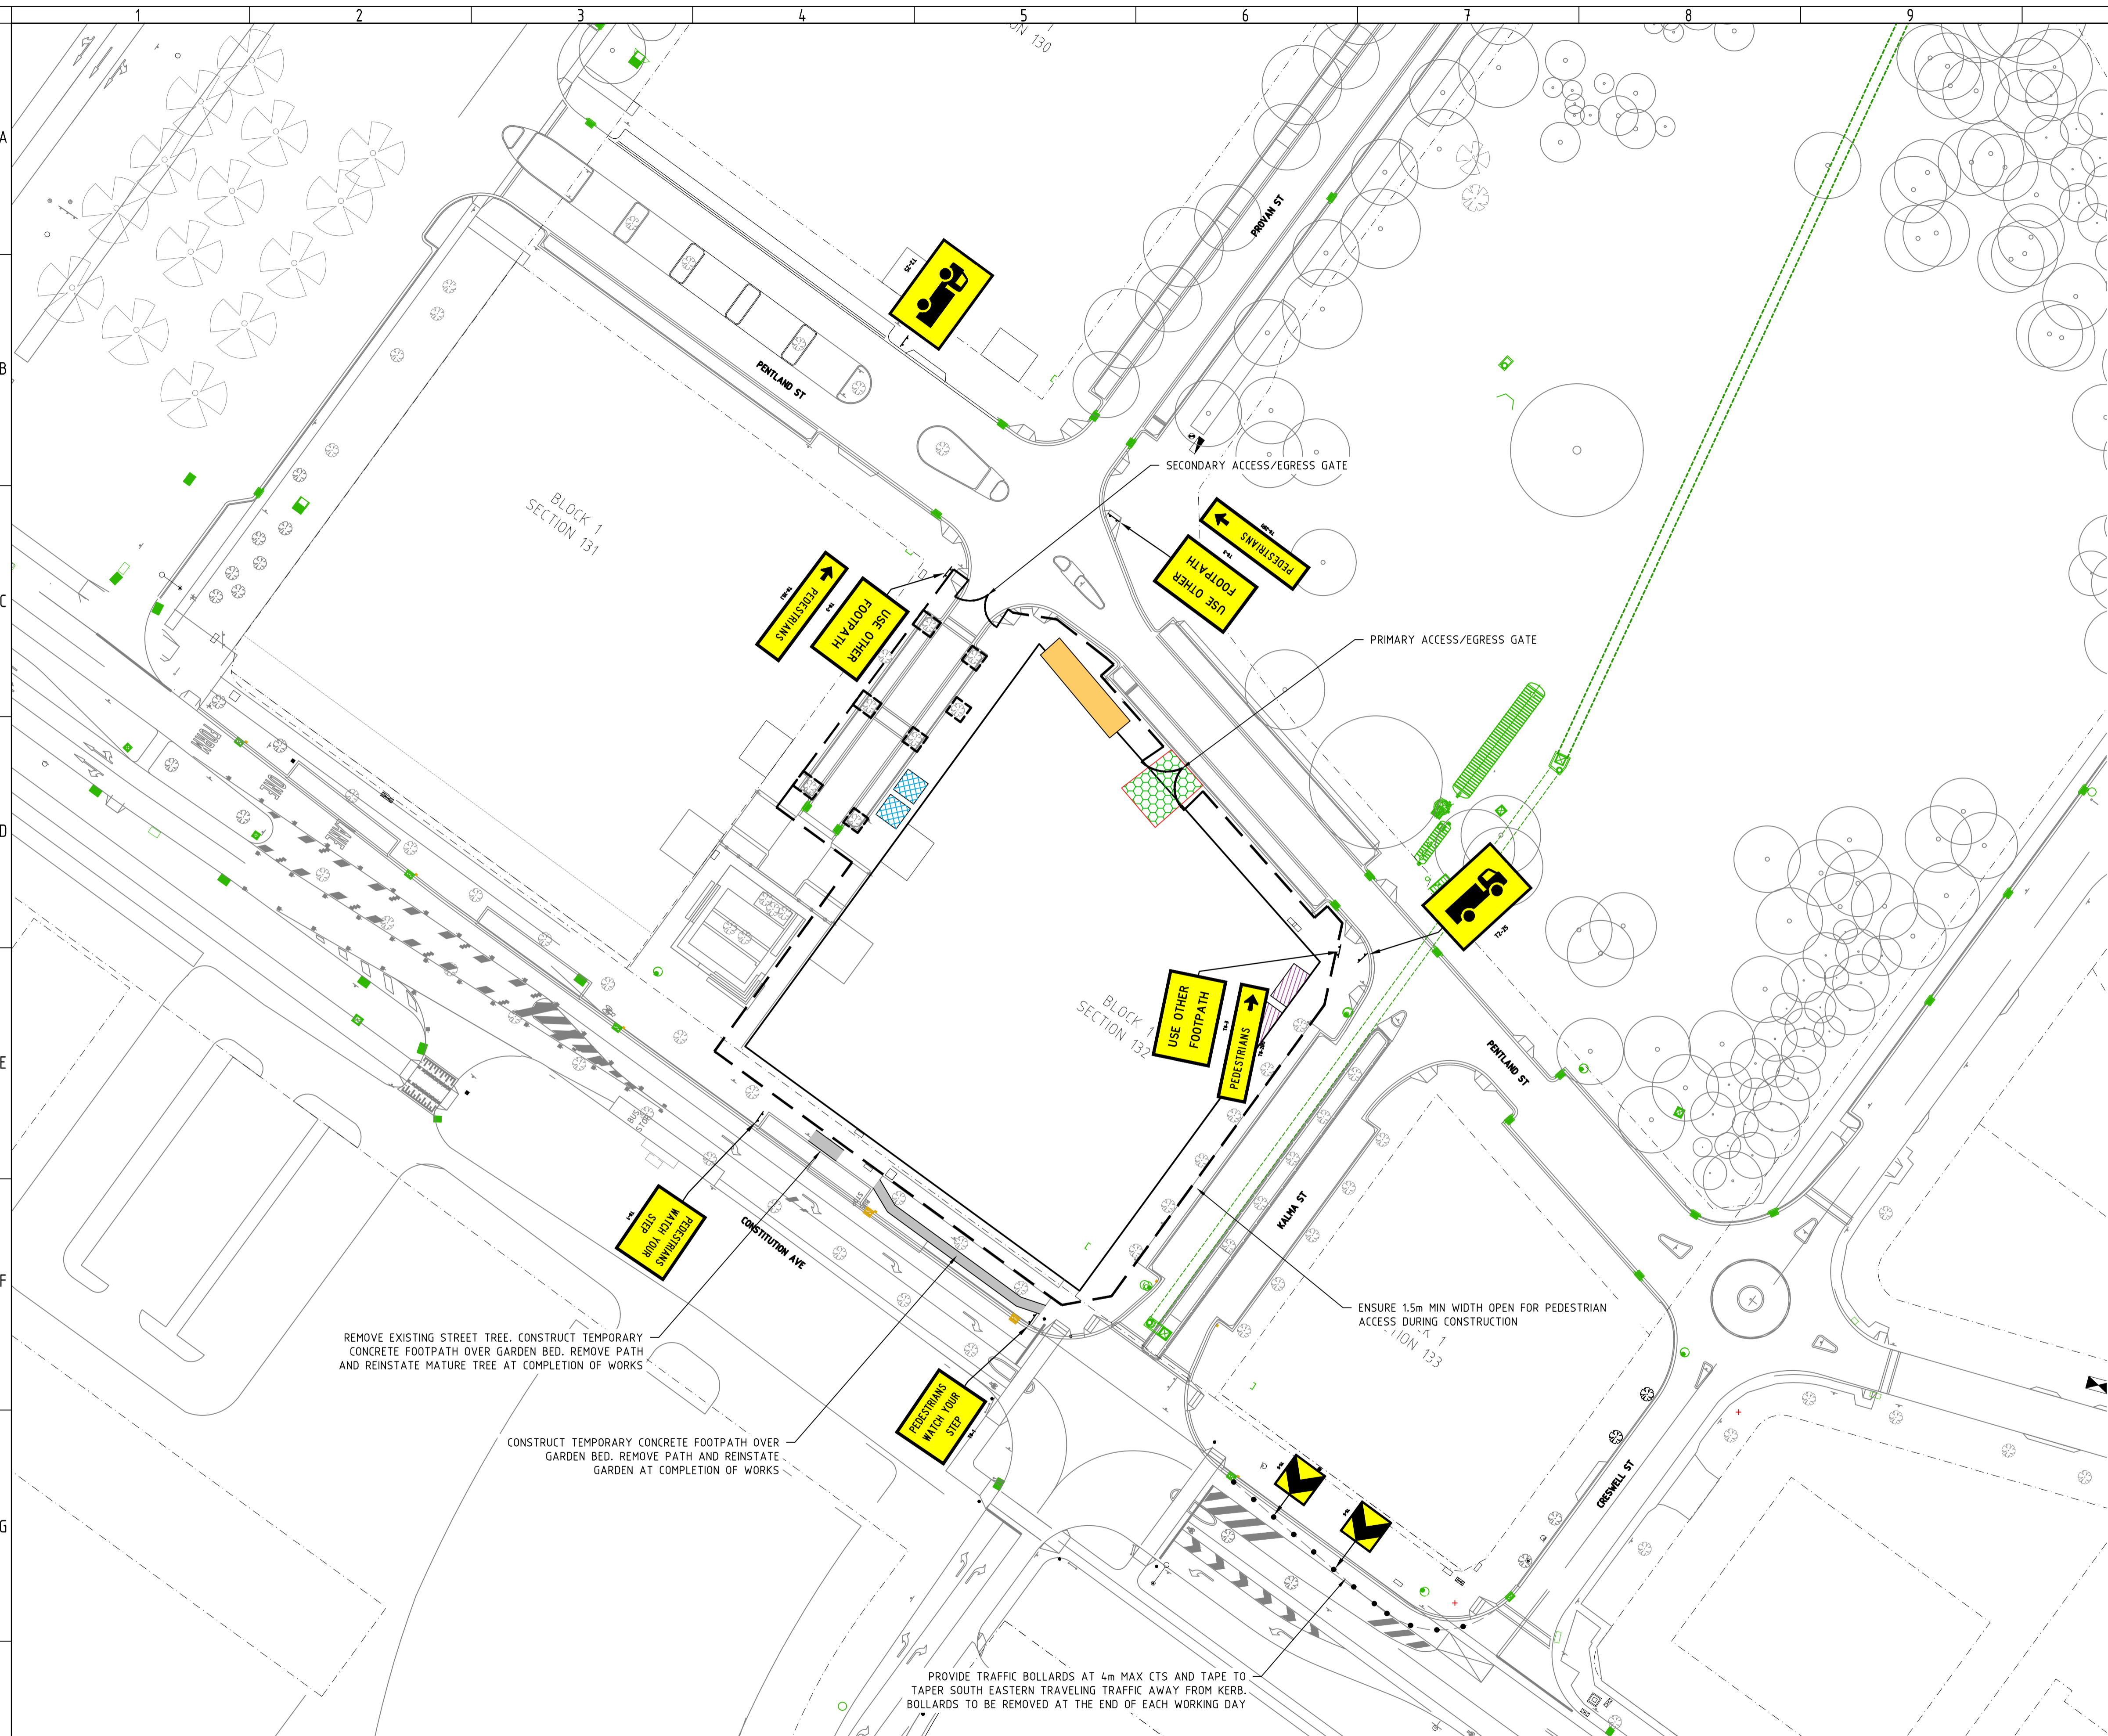 1 2 3 4 5 6 7 8 9
A
B
C
D
E
F
G
PROVAN ST
T2-25
PENTLAND ST
SECONDARY ACCESS/EGRESS GATE
BLOCK 1
SECTION 131
PEDESTRIANS
USE OTHER
FOOTPATH
PEDESTRIANS
USE OTHER
FOOTPATH
PRIMARY ACCESS/EGRESS GATE
T2-25
BLOCK 1
SECTION 132
USE OTHER
FOOTPATH
PEDESTRIANS
PENTLAND ST
BUS
STOP
KALMA ST
CONSTITUTION AVE
PEDESTRIANS
WATCH YOUR
STEP
ENSURE 1.5m MIN WIDTH OPEN FOR PEDESTRIAN
ACCESS DURING CONSTRUCTION
REMOVE EXISTING STREET TREE. CONSTRUCT TEMPORARY
CONCRETE FOOTPATH OVER GARDEN BED. REMOVE PATH
AND REINSTATE MATURE TREE AT COMPLETION OF WORKS
PEDESTRIANS
WATCH YOUR
STEP
CONSTRUCT TEMPORARY CONCRETE FOOTPATH OVER
GARDEN BED. REMOVE PATH AND REINSTATE
GARDEN AT COMPLETION OF WORKS
CRESWELL ST
PROVIDE TRAFFIC BOLLARDS AT 4m MAX CTS AND TAPE TO
TAPER SOUTH EASTERN TRAVELING TRAFFIC AWAY FROM KERB.
BOLLARDS TO BE REMOVED AT THE END OF EACH WORKING DAY